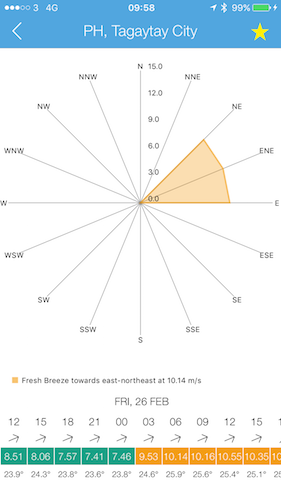 3 4G 09:58 99%
PH, Tagaytay City
N 15.0
NNW NNE
12.0
NW NE
9.0
6.0
WNW ENE
3.0
0.0
W E
WSW ESE
SW SE
SSW SSE
S
Fresh Breeze towards east-northeast at 10.14 m/s
FRI, 26 FEB
12 15 18 21 00 03 06 09 12 15
8.51 8.06 7.57 7.41 7.46 9.53 10.14 10.16 10.55 10.35 10
23.9° 24.3° 23.8° 23.6° 23.8° 24.6° 25.9° 25.6° 25.4° 25.1° 2